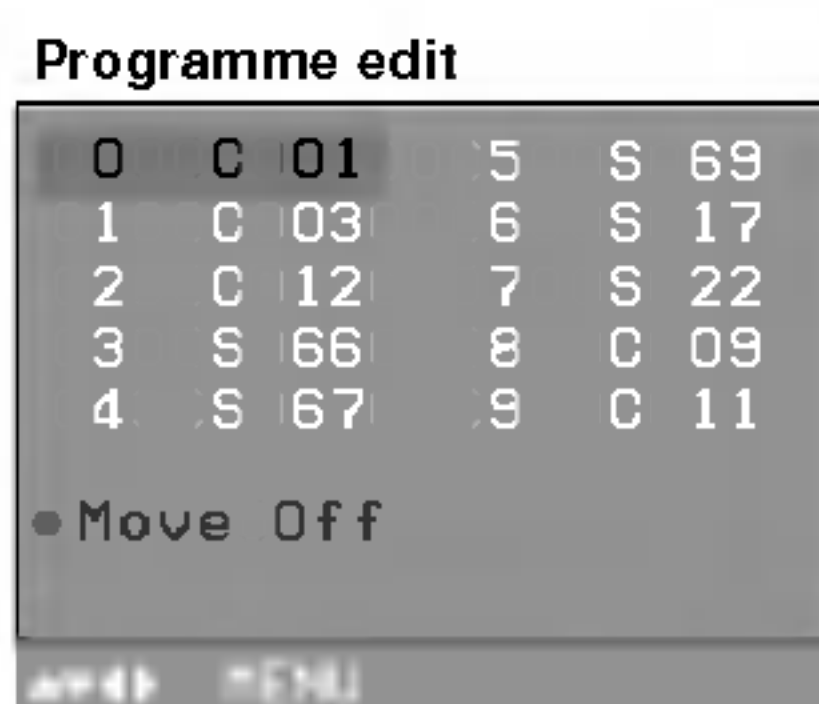 Programme edit
0 C 01 5 S 69
1 C 03 6 S 17
2 C 12 7 S 22
3 S 66 8 C 09
4 S 67 9 C 11
Move Off
MENU